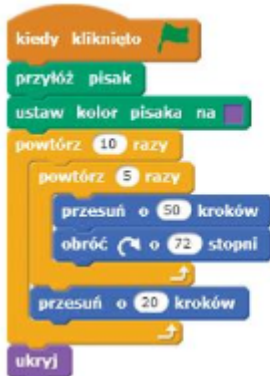 kiedy kliknięto
przyłóż pisak
ustaw kolor pisaka na
powtórz 10 razy
powtórz 5 razy
przesuń o 50 kroków
obróć o 72 stopni
przesuń o 20 kroków
ukryj